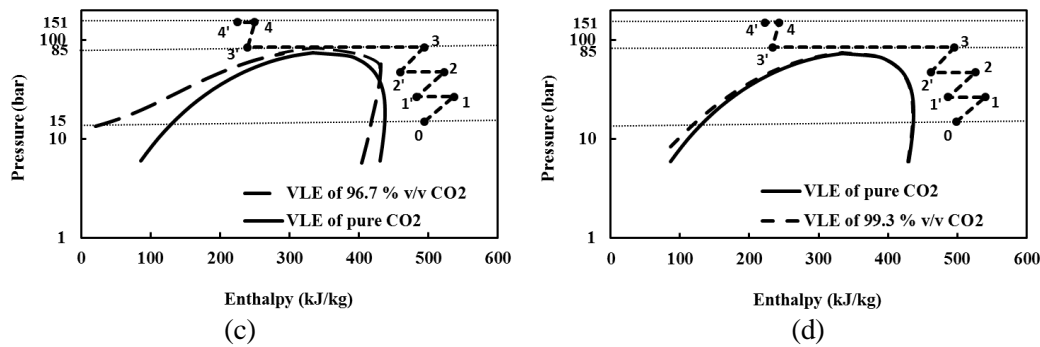 151
100
85
15
10
1
Pressure (bar)
4' 4
3' 3
2' 2
1' 1
0
VLE of 96.7 % v/v CO2
VLE of pure CO2
0 100 200 300 400 500 600
Enthalpy (kJ/kg)
(c)
151
100
85
15
10
1
Pressure (bar)
4' 4
3' 3
2' 2
1' 1
0
VLE of pure CO2
VLE of 99.3 % v/v CO2
0 100 200 300 400 500 600
Enthalpy (kJ/kg)
(d)